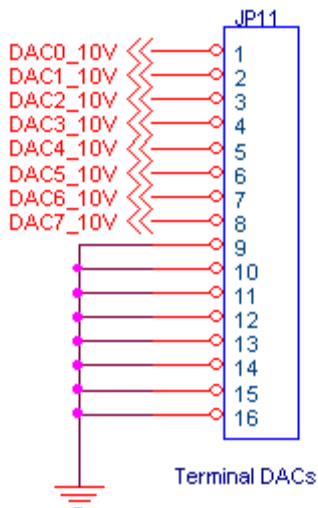 JP11
DAC0_10V 1
DAC1_10V 2
DAC2_10V 3
DAC3_10V 4
DAC4_10V 5
DAC5_10V 6
DAC6_10V 7
DAC7_10V 8
9
10
11
12
13
14
15
16
Terminal DACs